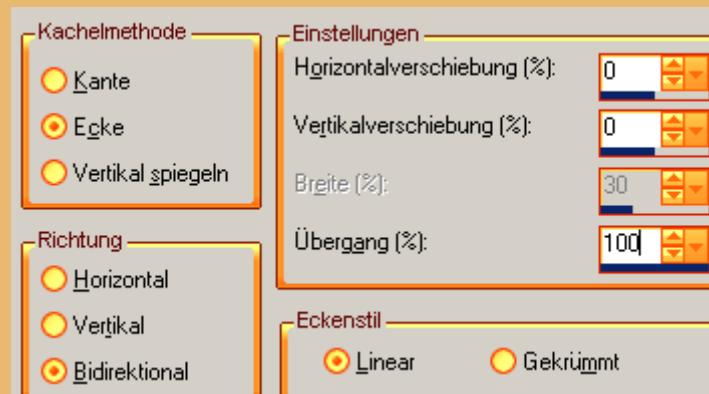 Kachelmethode
Kante
Ecke
Vertikal spiegeln
Einstellungen
Horizontalverschiebung (%): 0
Vertikalverschiebung (%): 0
Breite (%): 30
Übergang (%): 100
Richtung
Horizontal
Vertikal
Bidirektional
Eckenstil
Linear Gekrümmt